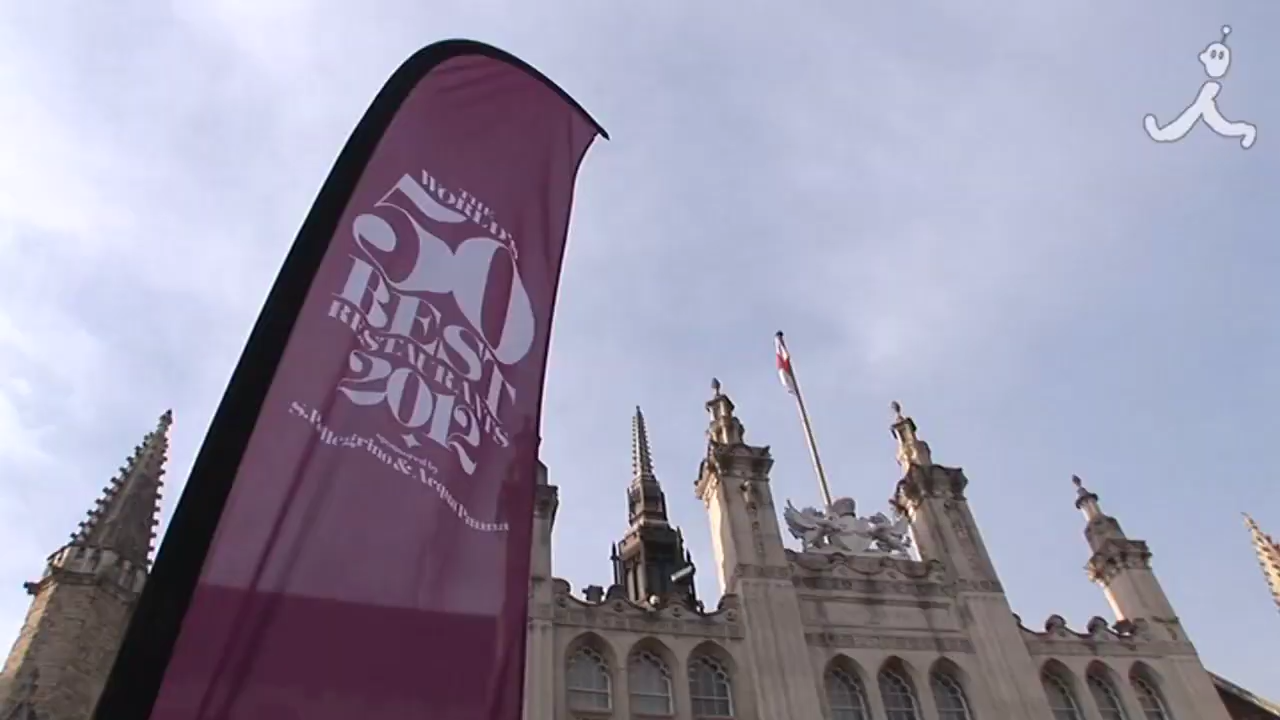 THE
WORLD'S
50
BEST
RESTAURANTS
2012
sponsored by
S.Pellegrino & Acqua Panna